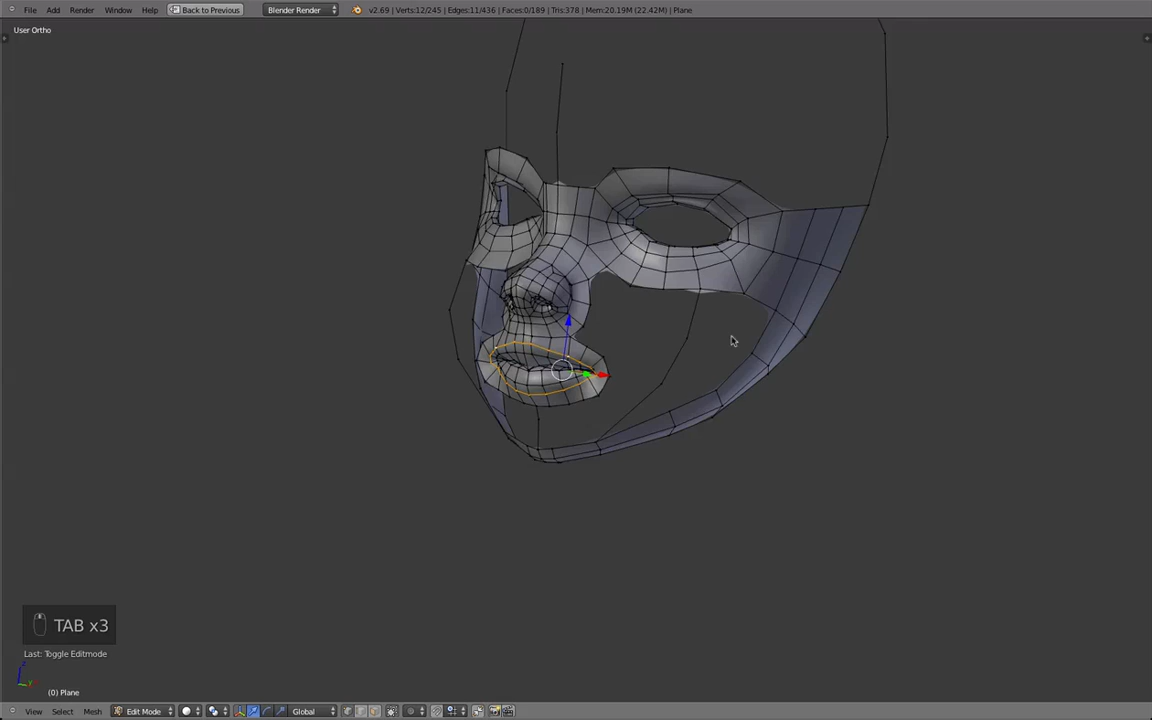 File Add Render Window Help Back to Previous Blender Render v2.69 | Verts:12/245 | Edges:11/436 | Faces:0/189 | Tris:378 | Mem:20.19M (22.42M) | Plane
User Ortho
TAB x3
Last: Toggle Editmode
(0) Plane
View Select Mesh Edit Mode Global